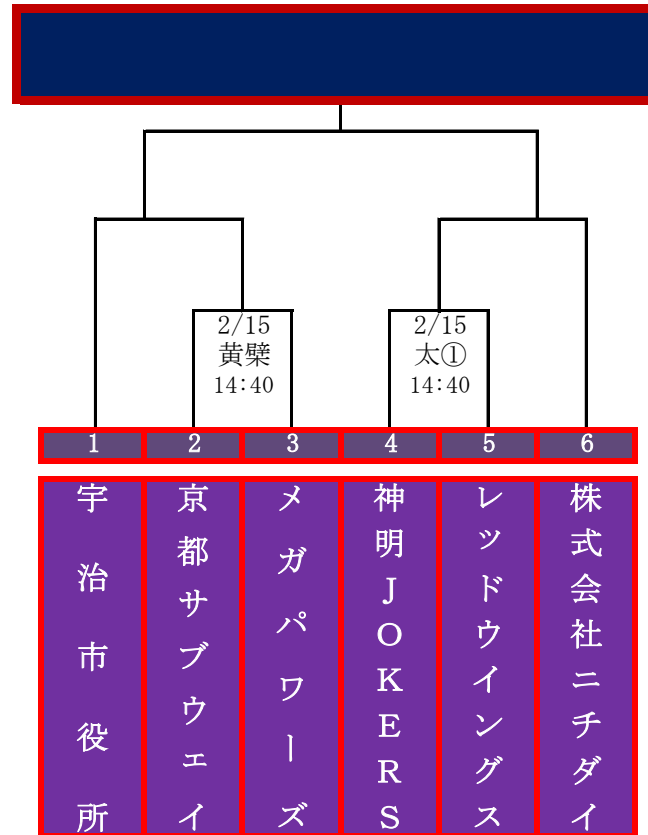 2/15
黄檗
14:40
2/15
太①
14:40
1
2
3
4
5
6
宇治市役所
京都サブウェイ
メガパワーズ
神明JOKERS
レッドウイングス
株式会社ニチダイ